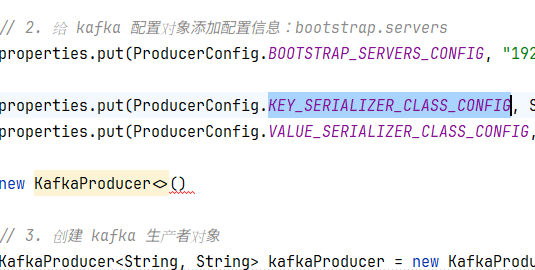 // 2. 给 kafka 配置对象添加配置信息：bootstrap.servers
properties.put(ProducerConfig.BOOTSTRAP_SERVERS_CONFIG, "192
properties.put(ProducerConfig.KEY_SERIALIZER_CLASS_CONFIG, S
properties.put(ProducerConfig.VALUE_SERIALIZER_CLASS_CONFIG,
new KafkaProducer<>()
// 3. 创建 kafka 生产者对象
KafkaProducer<String, String> kafkaProducer = new KafkaProdu